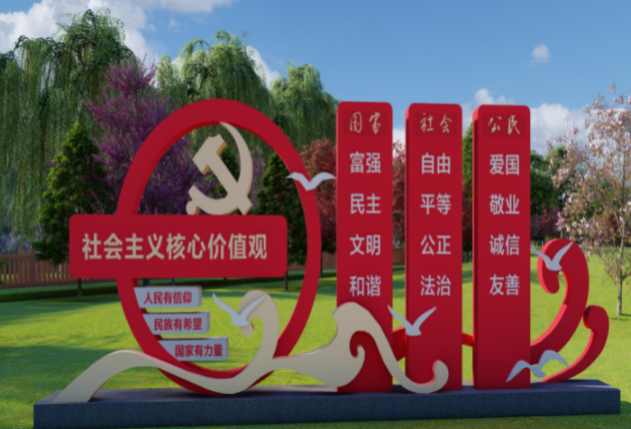 社会主义核心价值观
人民有信仰
民族有希望
国家有力量
国家
富强
民主
文明
和谐
社会
自由
平等
公正
法治
公民
爱国
敬业
诚信
友善